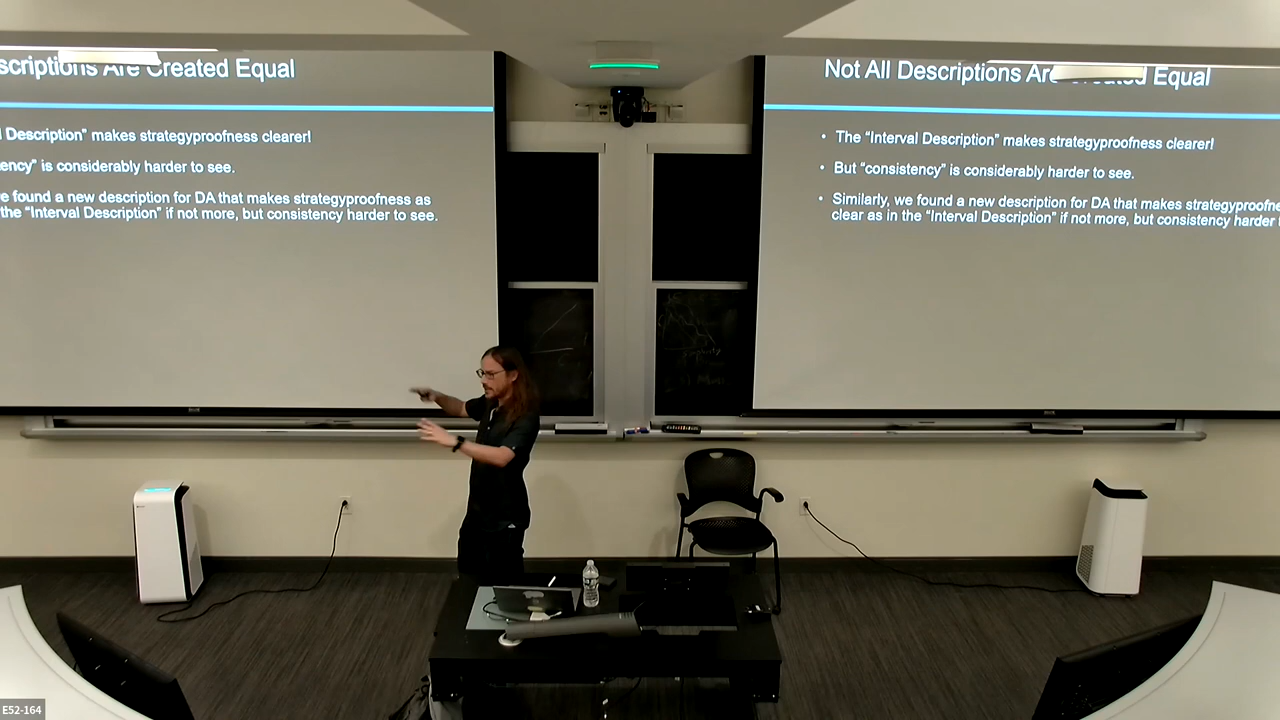 scriptions Are Created Equal
l Description" makes strategyproofness clearer!
ency" is considerably harder to see.
e found a new description for DA that makes strategyproofness as
the "Interval Description" if not more, but consistency harder to see.
Not All Descriptions Are Created Equal
• The "Interval Description" makes strategyproofness clearer!
• But "consistency" is considerably harder to see.
• Similarly, we found a new description for DA that makes strategyproofne
clear as in the "Interval Description" if not more, but consistency harder
E52-164